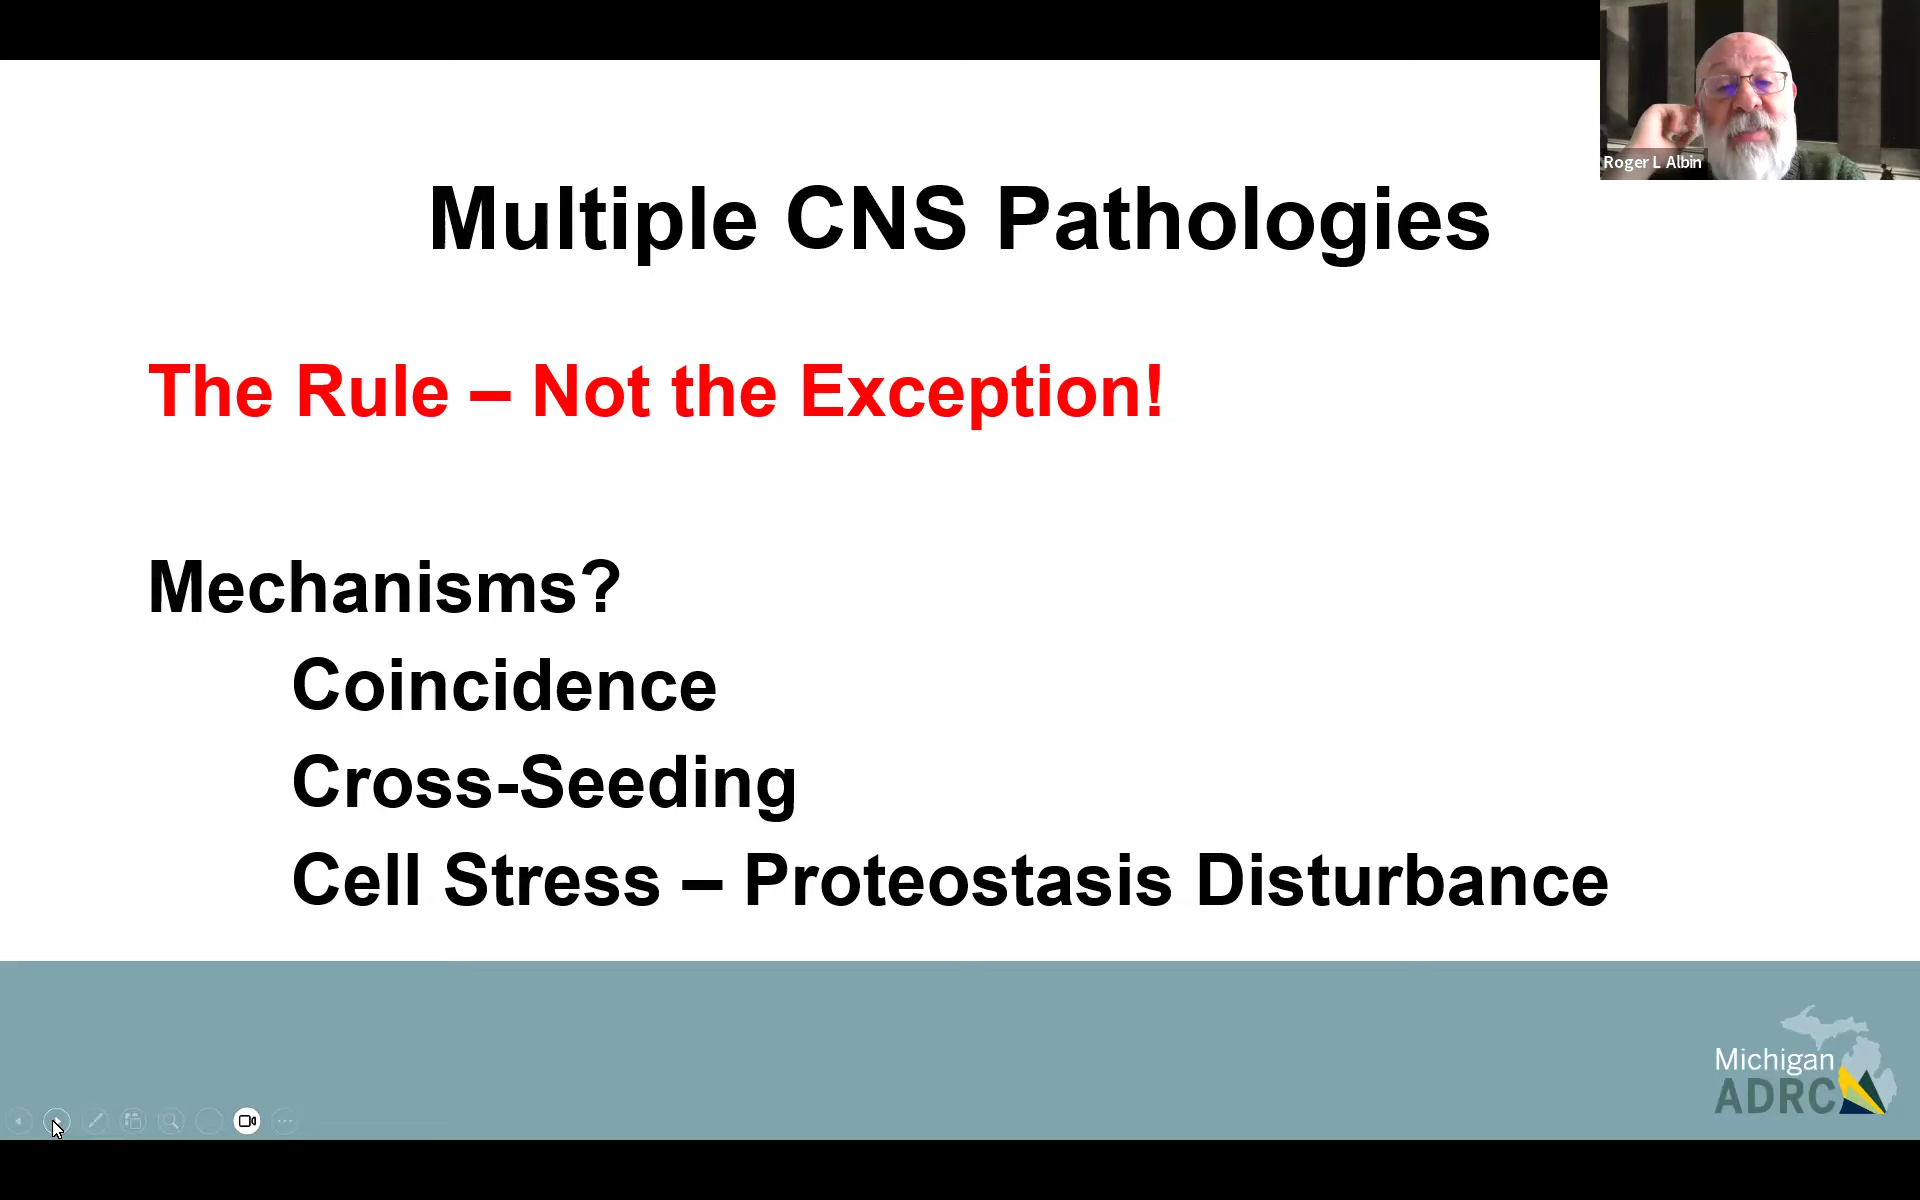 Roger L Albin
Multiple CNS Pathologies
The Rule – Not the Exception!
Mechanisms?
Coincidence
Cross-Seeding
Cell Stress – Proteostasis Disturbance
Michigan
ADRC